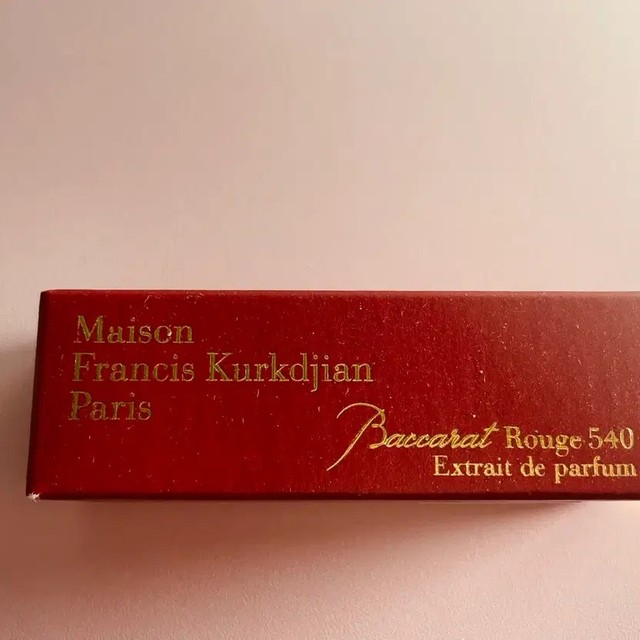 Maison
Francis Kurkdjian
Paris
Baccarat Rouge 540
Extrait de parfum